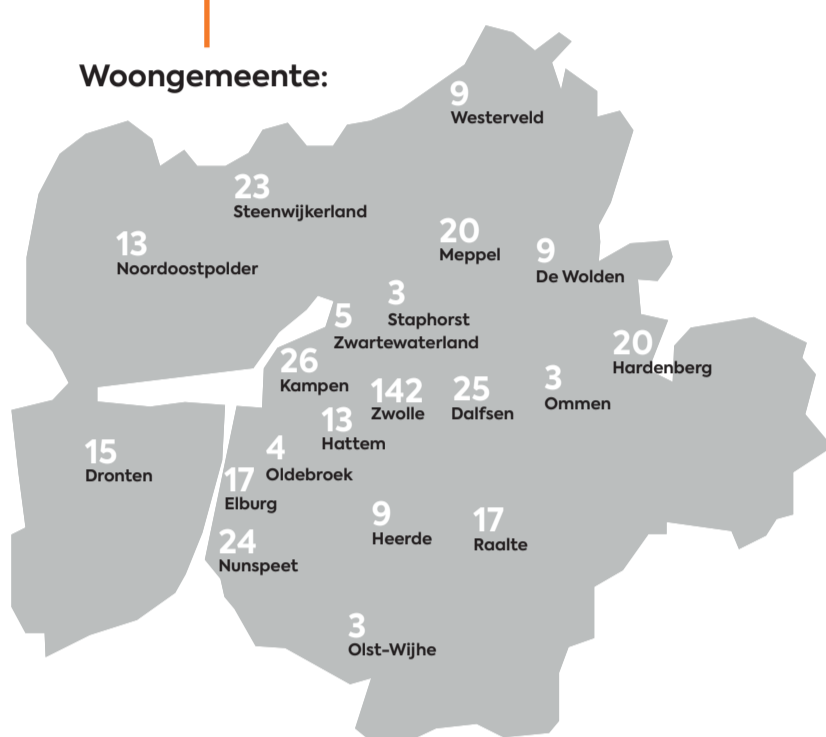 Woongemeente:
9
Westerveld
23
Steenwijkerland
13
Noordoostpolder
20
Meppel
9
De Wolden
3
Staphorst
5
Zwartewaterland
20
Hardenberg
26
Kampen
142
Zwolle
25
Dalfsen
3
Ommen
13
Hattem
15
Dronten
4
Oldebroek
17
Elburg
9
Heerde
17
Raalte
24
Nunspeet
3
Olst-Wijhe